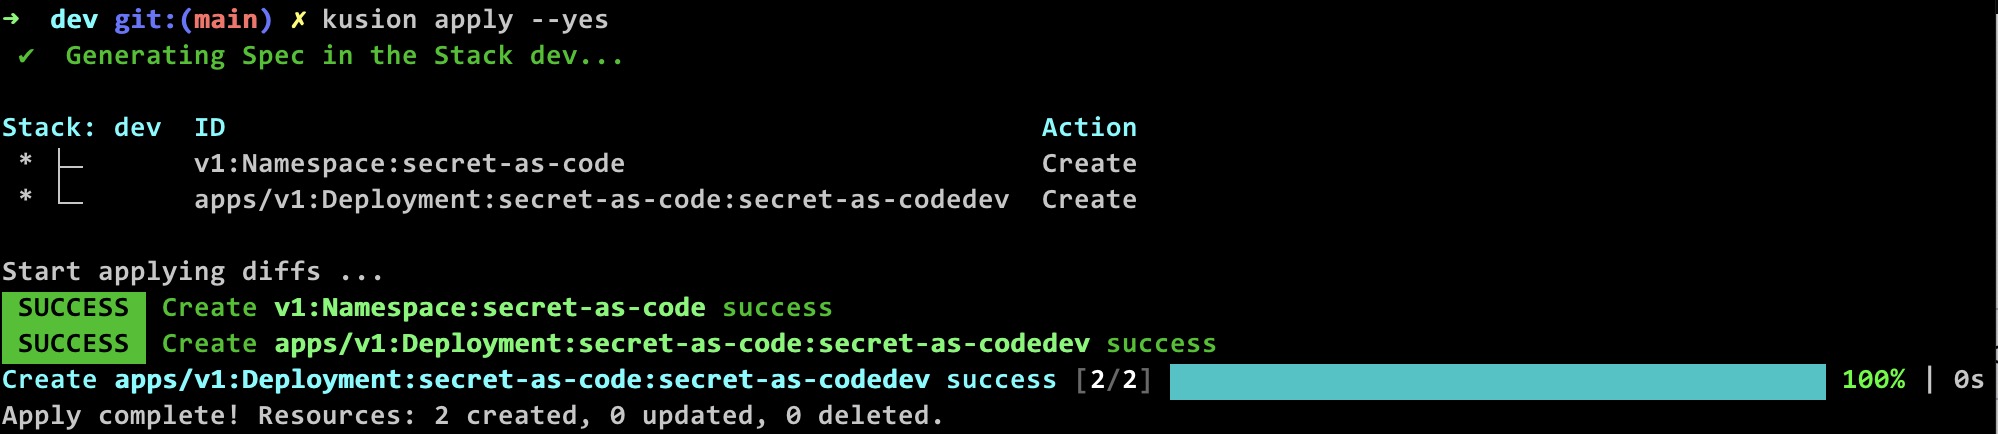 ➜  dev git:(main) ✗ kusion apply --yes
✔  Generating Spec in the Stack dev...
Stack: dev  ID  Action
* ├─  v1:Namespace:secret-as-code  Create
* └─  apps/v1:Deployment:secret-as-code:secret-as-codedev  Create
Start applying diffs ...
SUCCESS  Create v1:Namespace:secret-as-code success
SUCCESS  Create apps/v1:Deployment:secret-as-code:secret-as-codedev success
Create apps/v1:Deployment:secret-as-code:secret-as-codedev success [2/2] 100% | 0s
Apply complete! Resources: 2 created, 0 updated, 0 deleted.